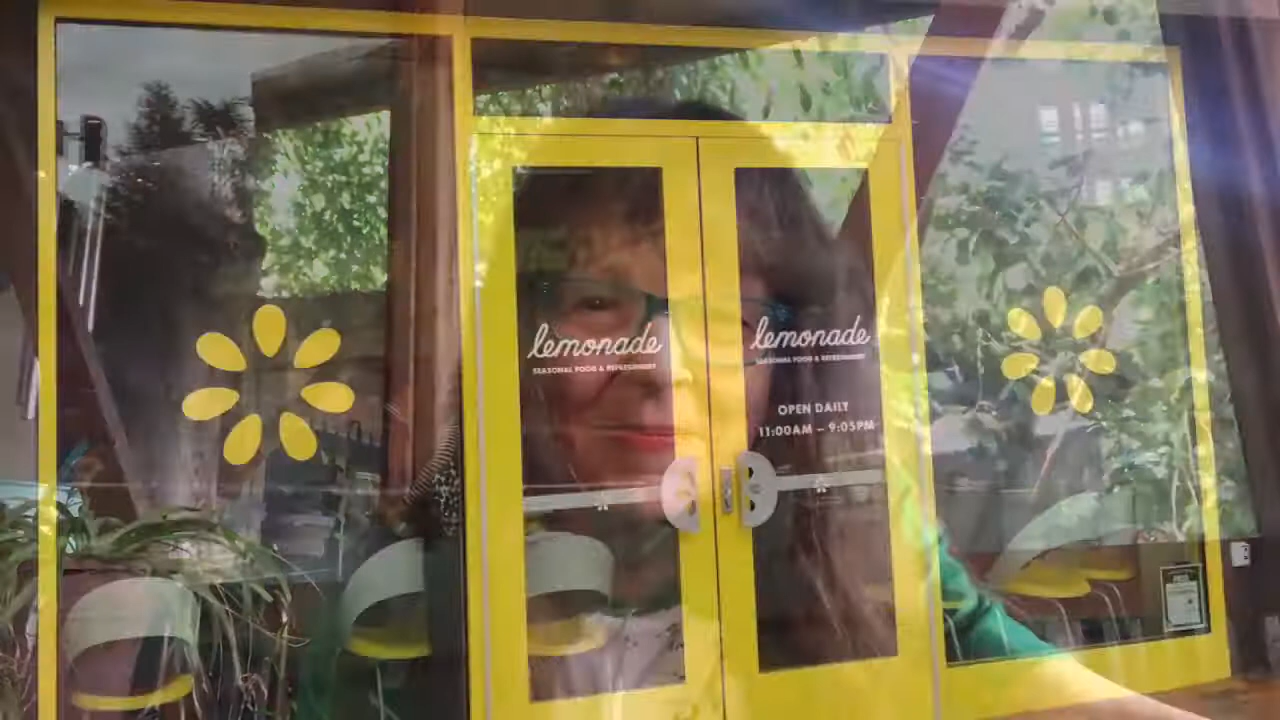 lemonade
SEASONAL FOOD & REFRESHMENT
lemonade
SEASONAL FOOD & REFRESHMENT
OPEN DAILY
11:00AM – 9:05PM